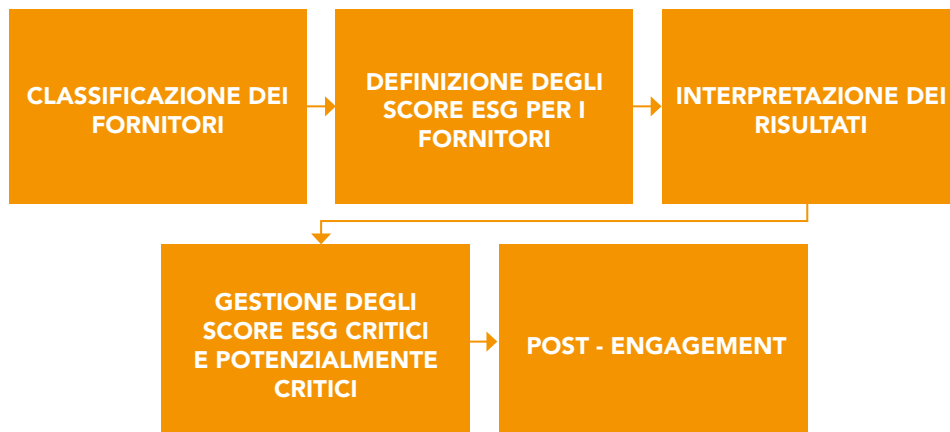 CLASSIFICAZIONE DEI
FORNITORI
DEFINIZIONE DEGLI
SCORE ESG PER I
FORNITORI
INTERPRETAZIONE DEI
RISULTATI
GESTIONE DEGLI
SCORE ESG CRITICI
E POTENZIALMENTE
CRITICI
POST - ENGAGEMENT